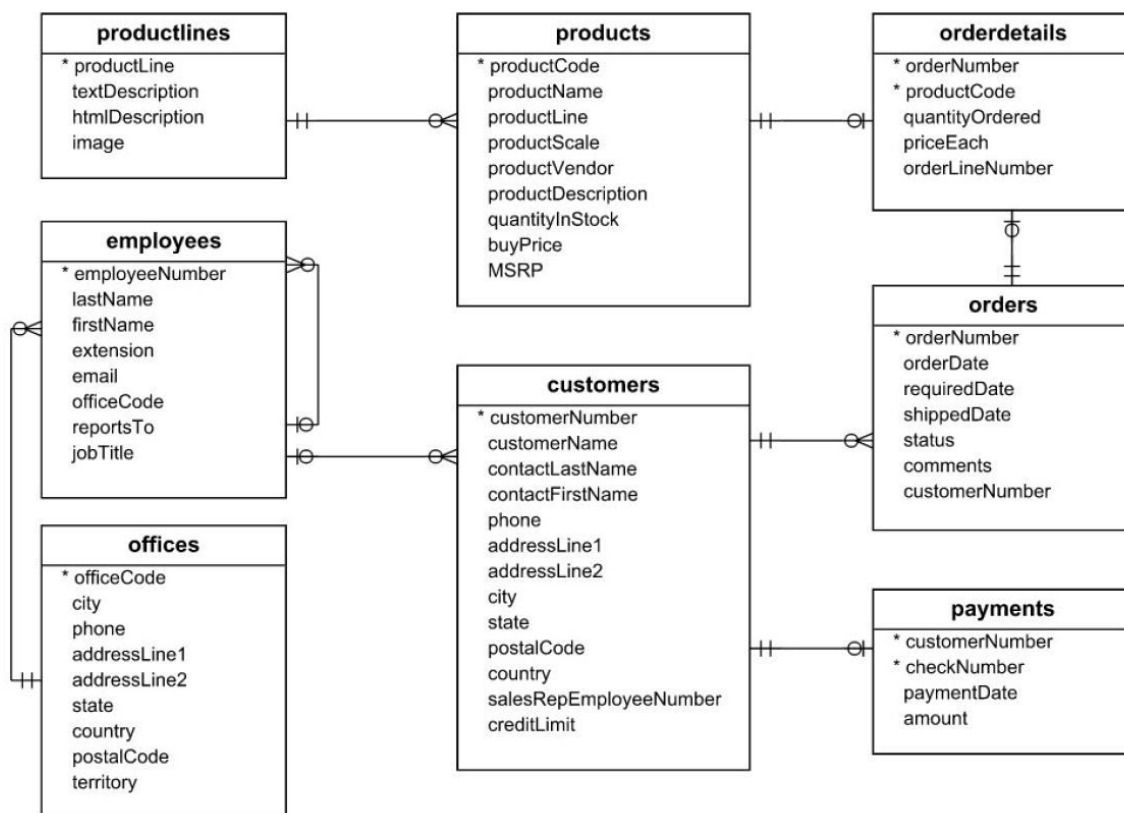 productlines
* productLine
textDescription
htmlDescription
image
products
* productCode
productName
productLine
productScale
productVendor
productDescription
quantityInStock
buyPrice
MSRP
orderdetails
* orderNumber
* productCode
quantityOrdered
priceEach
orderLineNumber
employees
* employeeNumber
lastName
firstName
extension
email
officeCode
reportsTo
jobTitle
customers
* customerNumber
customerName
contactLastName
contactFirstName
phone
addressLine1
addressLine2
city
state
postalCode
country
salesRepEmployeeNumber
creditLimit
orders
* orderNumber
orderDate
requiredDate
shippedDate
status
comments
customerNumber
offices
* officeCode
city
phone
addressLine1
addressLine2
state
country
postalCode
territory
payments
* customerNumber
* checkNumber
paymentDate
amount